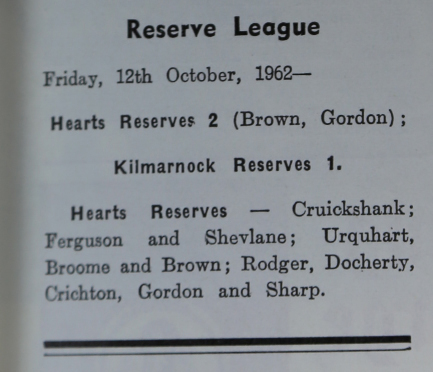 Reserve League
Friday, 12th October, 1962—
Hearts Reserves 2 (Brown, Gordon);
Kilmarnock Reserves 1.
Hearts Reserves — Cruickshank;
Ferguson and Shevlane; Urquhart,
Broome and Brown; Rodger, Docherty,
Crichton, Gordon and Sharp.